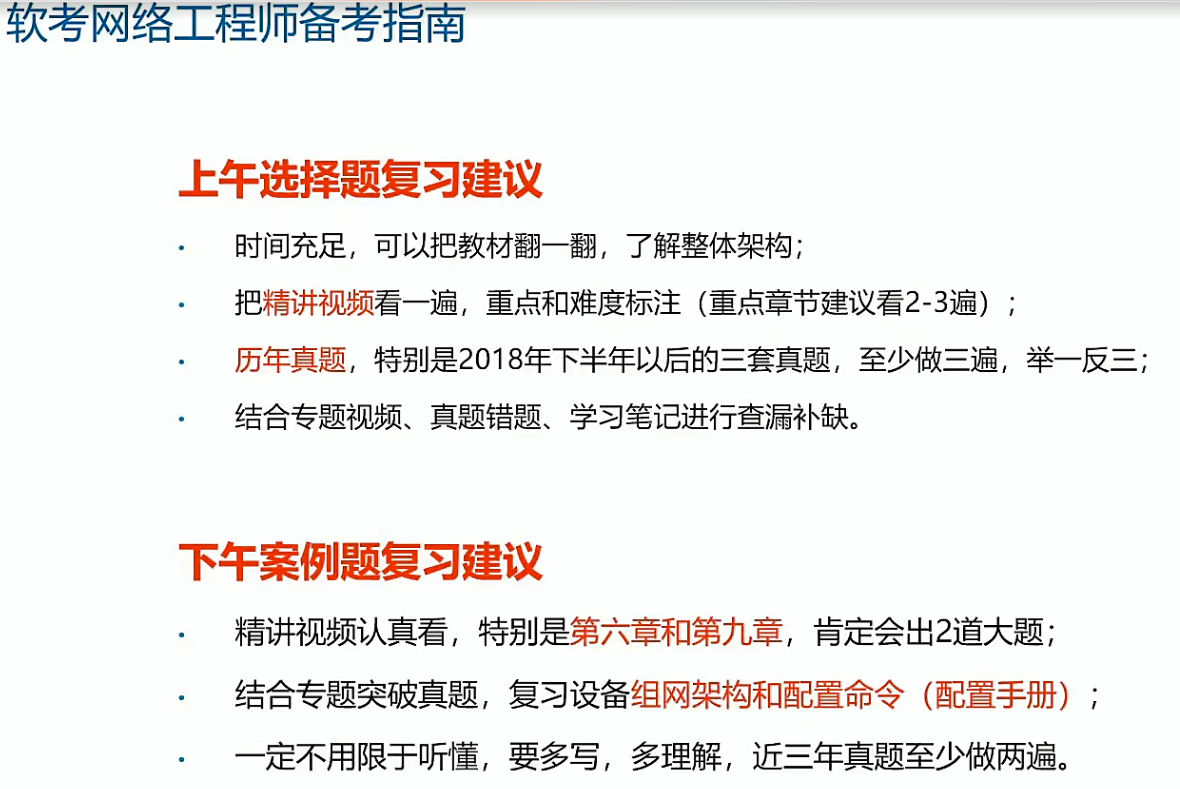 软考网络工程师备考指南
上午选择题复习建议
· 时间充足，可以把教材翻一翻，了解整体架构；
· 把精讲视频看一遍，重点和难度标注（重点章节建议看2-3遍）；
· 历年真题，特别是2018年下半年以后的三套真题，至少做三遍，举一反三；
· 结合专题视频、真题错题、学习笔记进行查漏补缺。
下午案例题复习建议
· 精讲视频认真看，特别是第六章和第九章，肯定会出2道大题；
· 结合专题突破真题，复习设备组网架构和配置命令（配置手册）；
· 一定不用限于听懂，要多写，多理解，近三年真题至少做两遍。